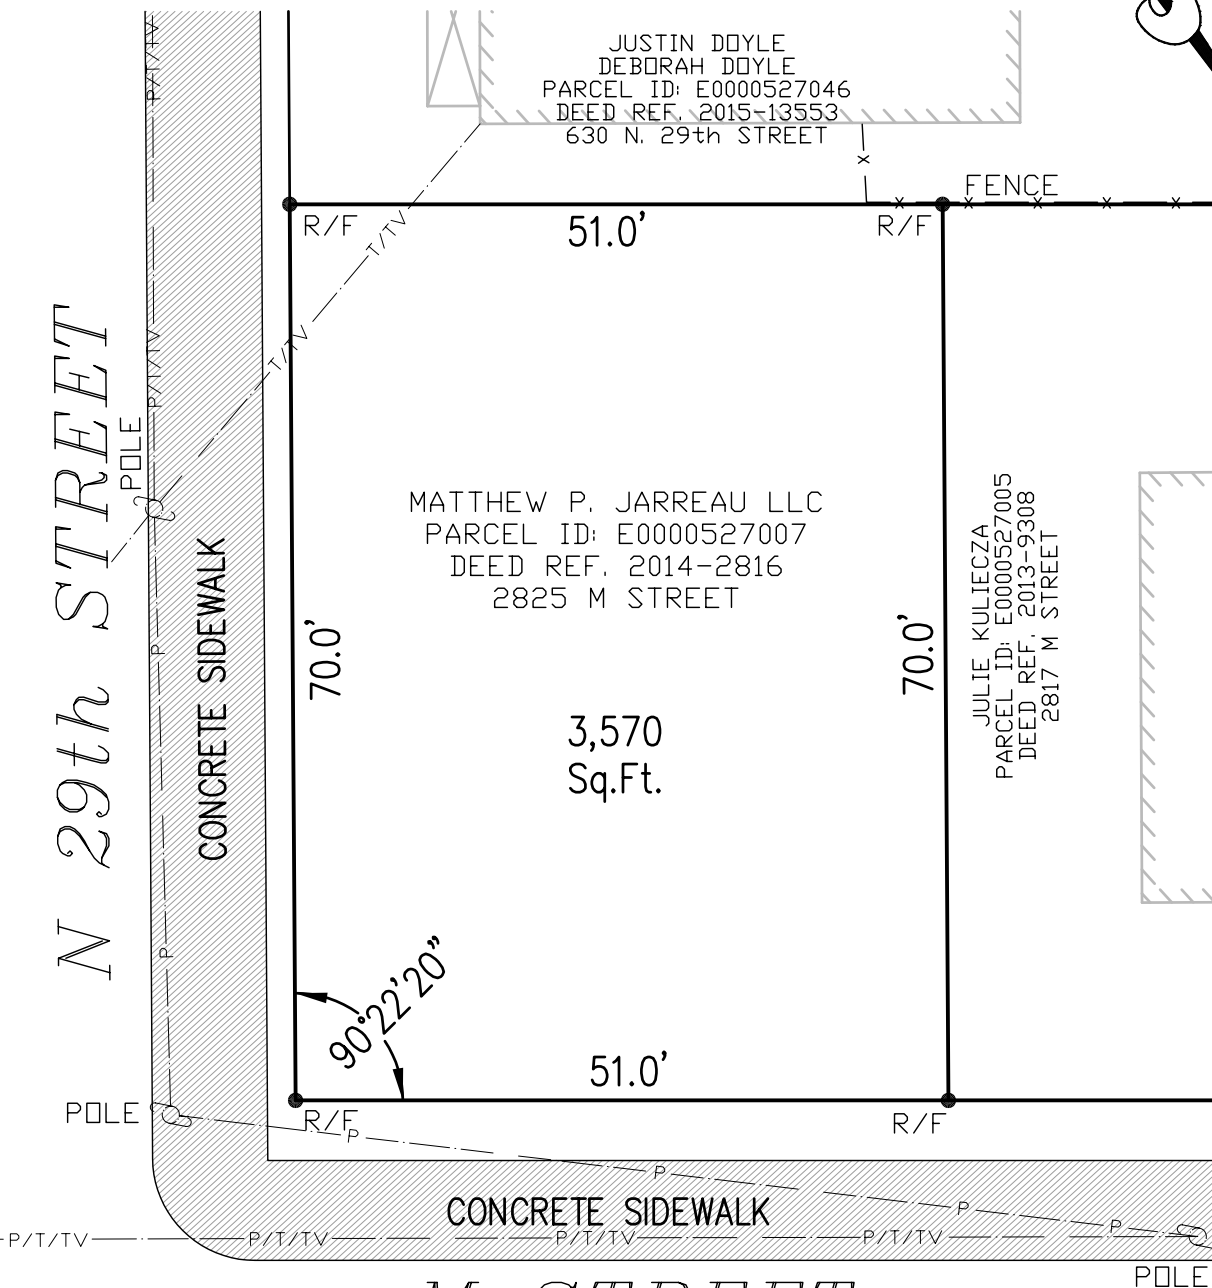 JUSTIN DOYLE
DEBORAH DOYLE
PARCEL ID: E0000527046
DEED REF. 2015-13553
630 N. 29th STREET
FENCE
R/F
51.0'
R/F
x
x
x
x
x
x
P/T/TV
P/T/TV
T/TV
T/TV
POLE
N 29th STREET
CONCRETE SIDEWALK
P
P
MATTHEW P. JARREAU LLC
PARCEL ID: E0000527007
DEED REF. 2014-2816
2825 M STREET
70.0'
70.0'
3,570
Sq.Ft.
JULIE KULIECZA
PARCEL ID: E0000527005
DEED REF. 2013-9308
2817 M STREET
90°22'20"
51.0'
POLE
R/F
R/F
P
P
P
P
CONCRETE SIDEWALK
P/T/TV
P/T/TV
P/T/TV
P/T/TV
POLE
M STREET